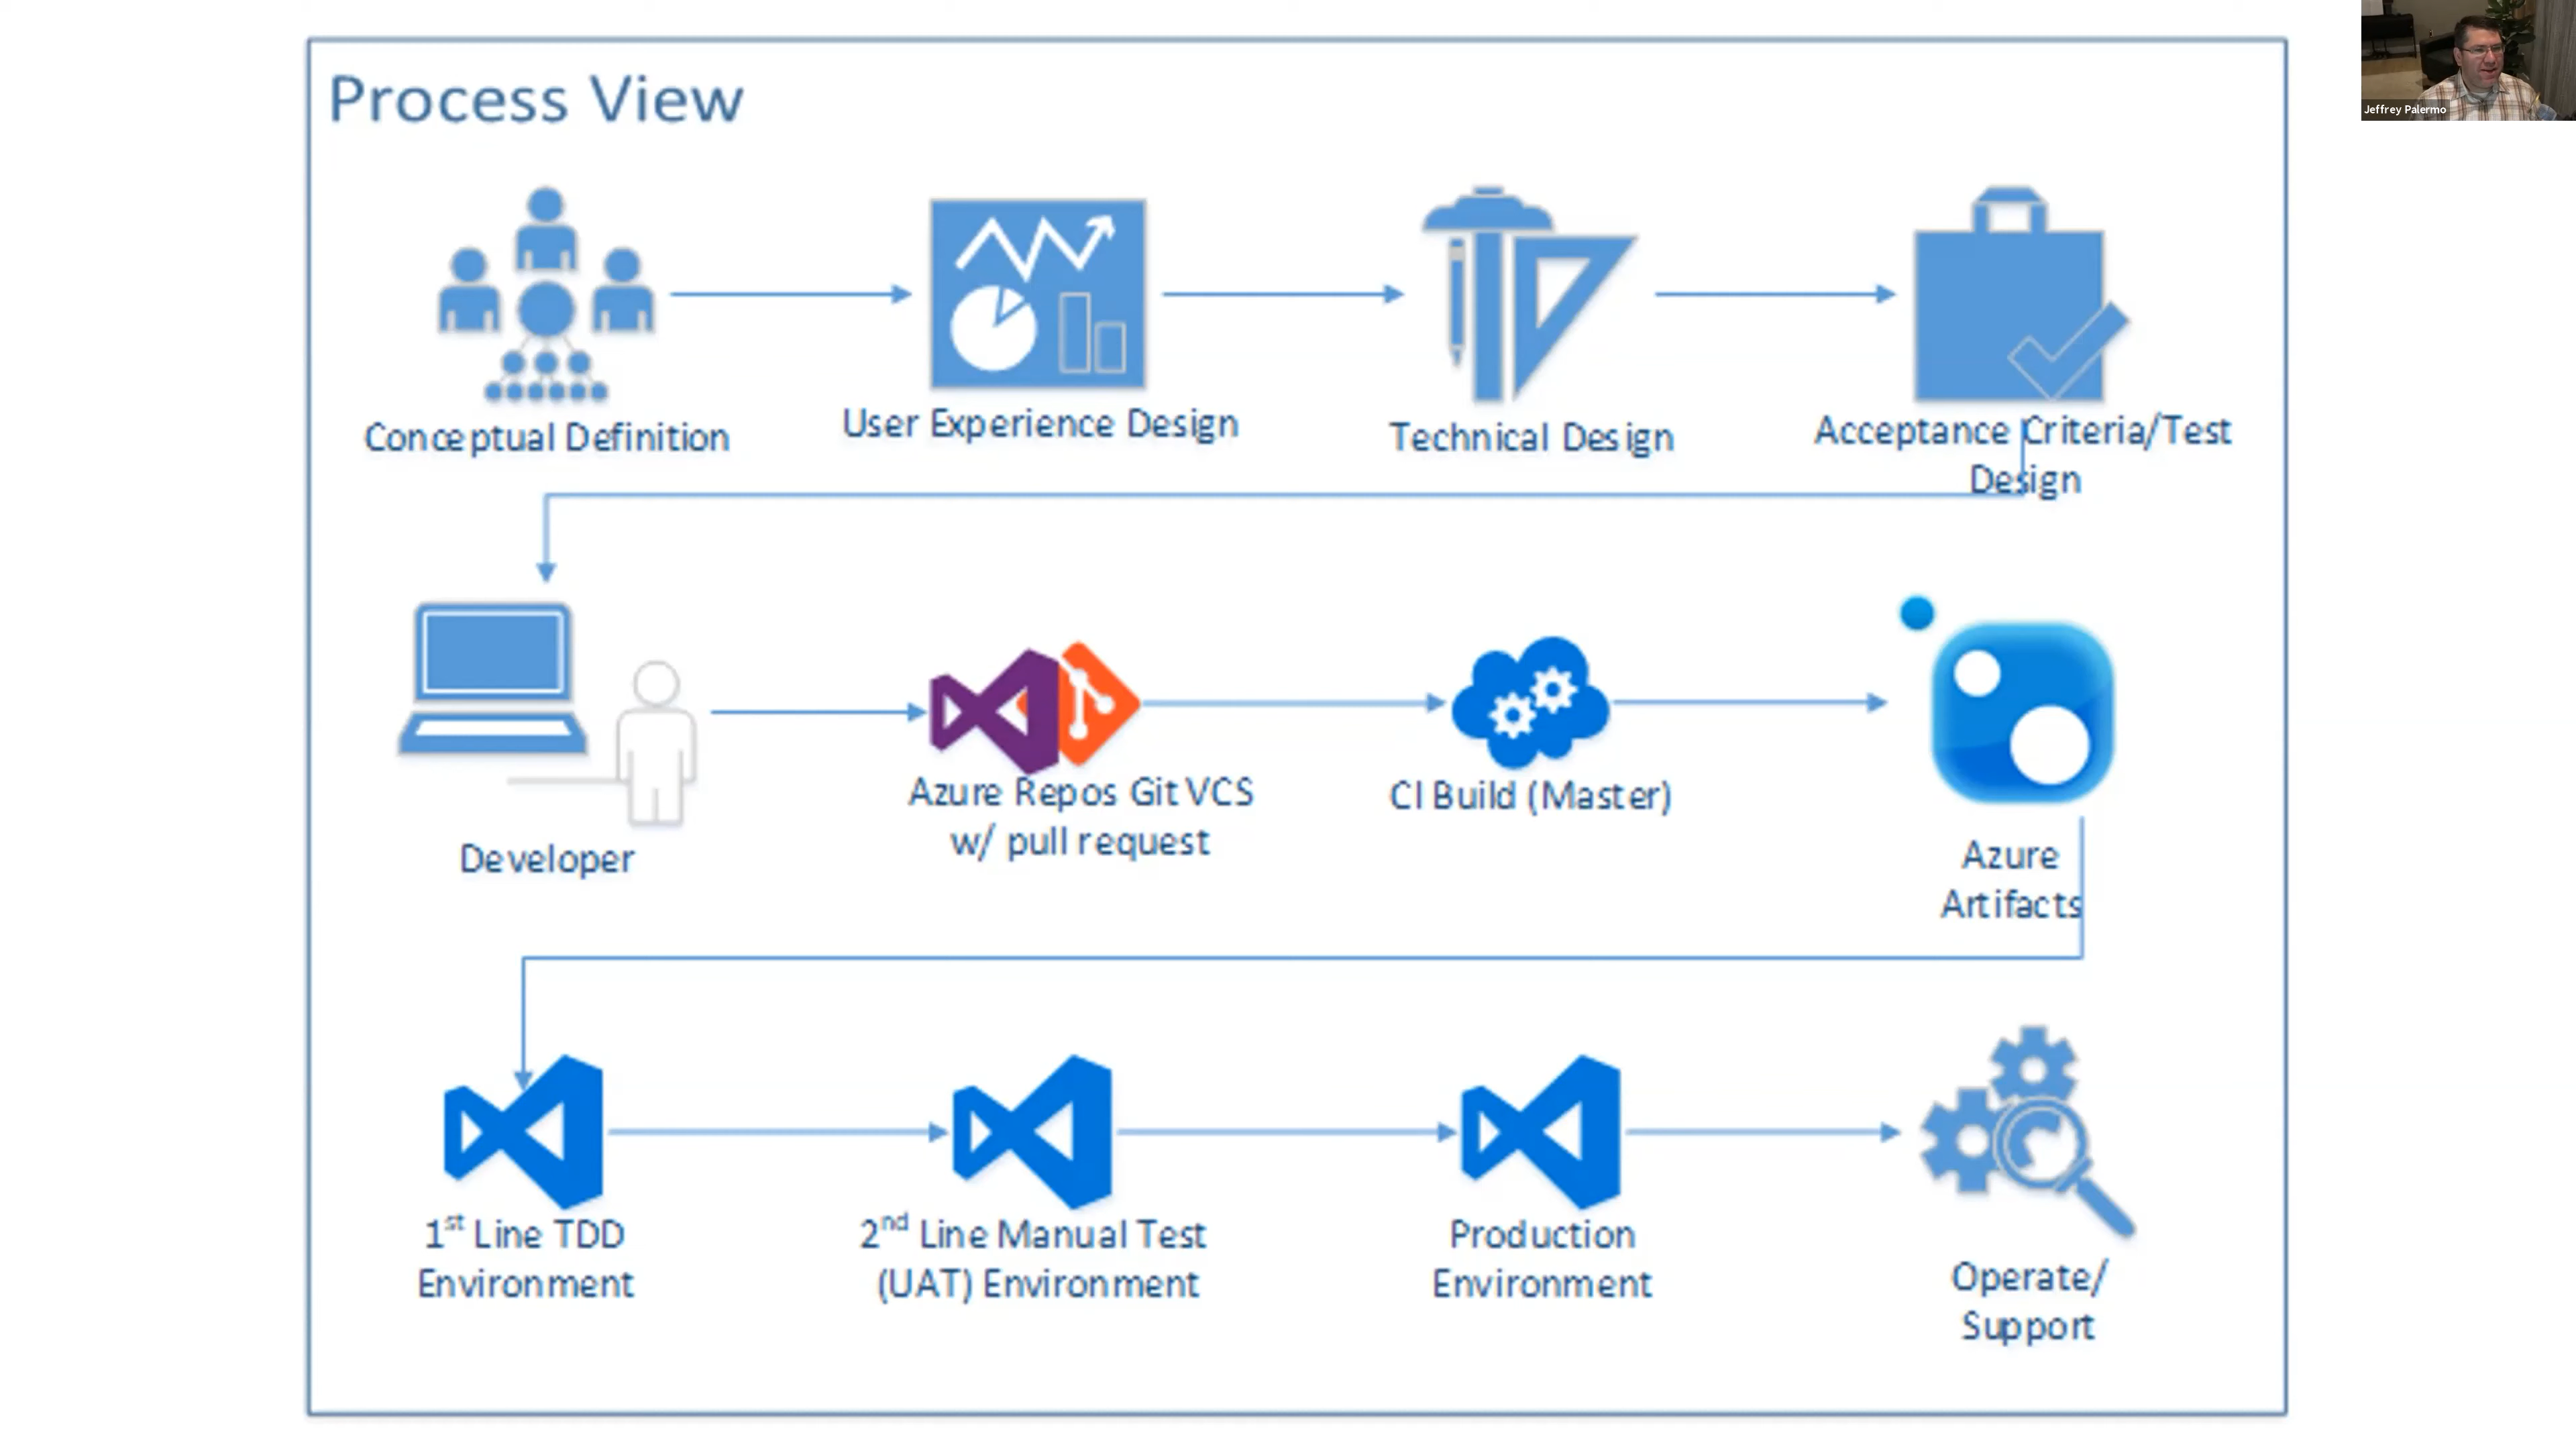 Jeffrey Palermo
Process View
Conceptual Definition
User Experience Design
Technical Design
Acceptance Criteria/Test
Design
Developer
Azure Repos Git VCS
w/ pull request
CI Build (Master)
Azure
Artifacts
1st Line TDD
Environment
2nd Line Manual Test
(UAT) Environment
Production
Environment
Operate/
Support